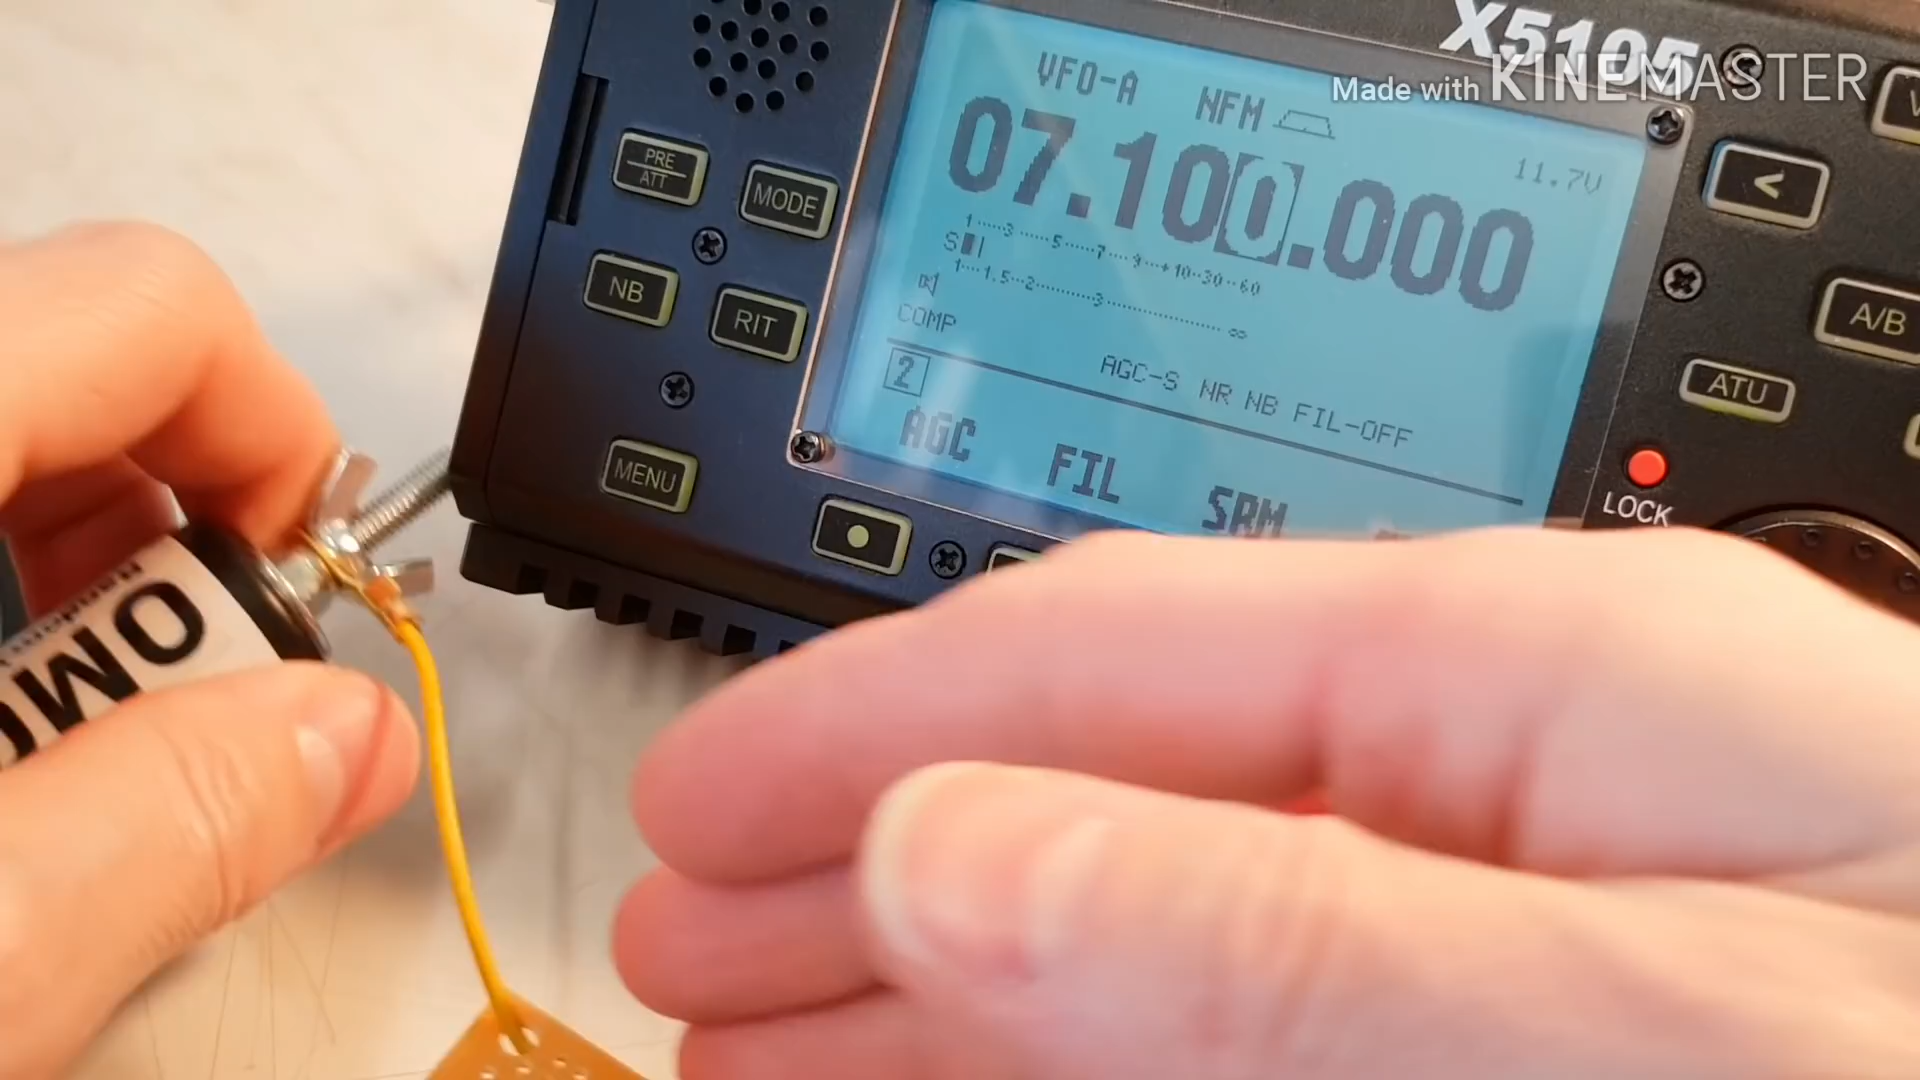 X5105
Made with KINEMASTER
VFO-A
NFM
11.7V
07.100.000
PRE
ATT
MODE
<
S
1 3 5 7 9 +10 30 60
1 1.5 2 3 ∞
NB
RIT
COMP
A/B
2
AGC-S NR NB FIL-OFF
ATU
AGC
FIL
MENU
LOCK